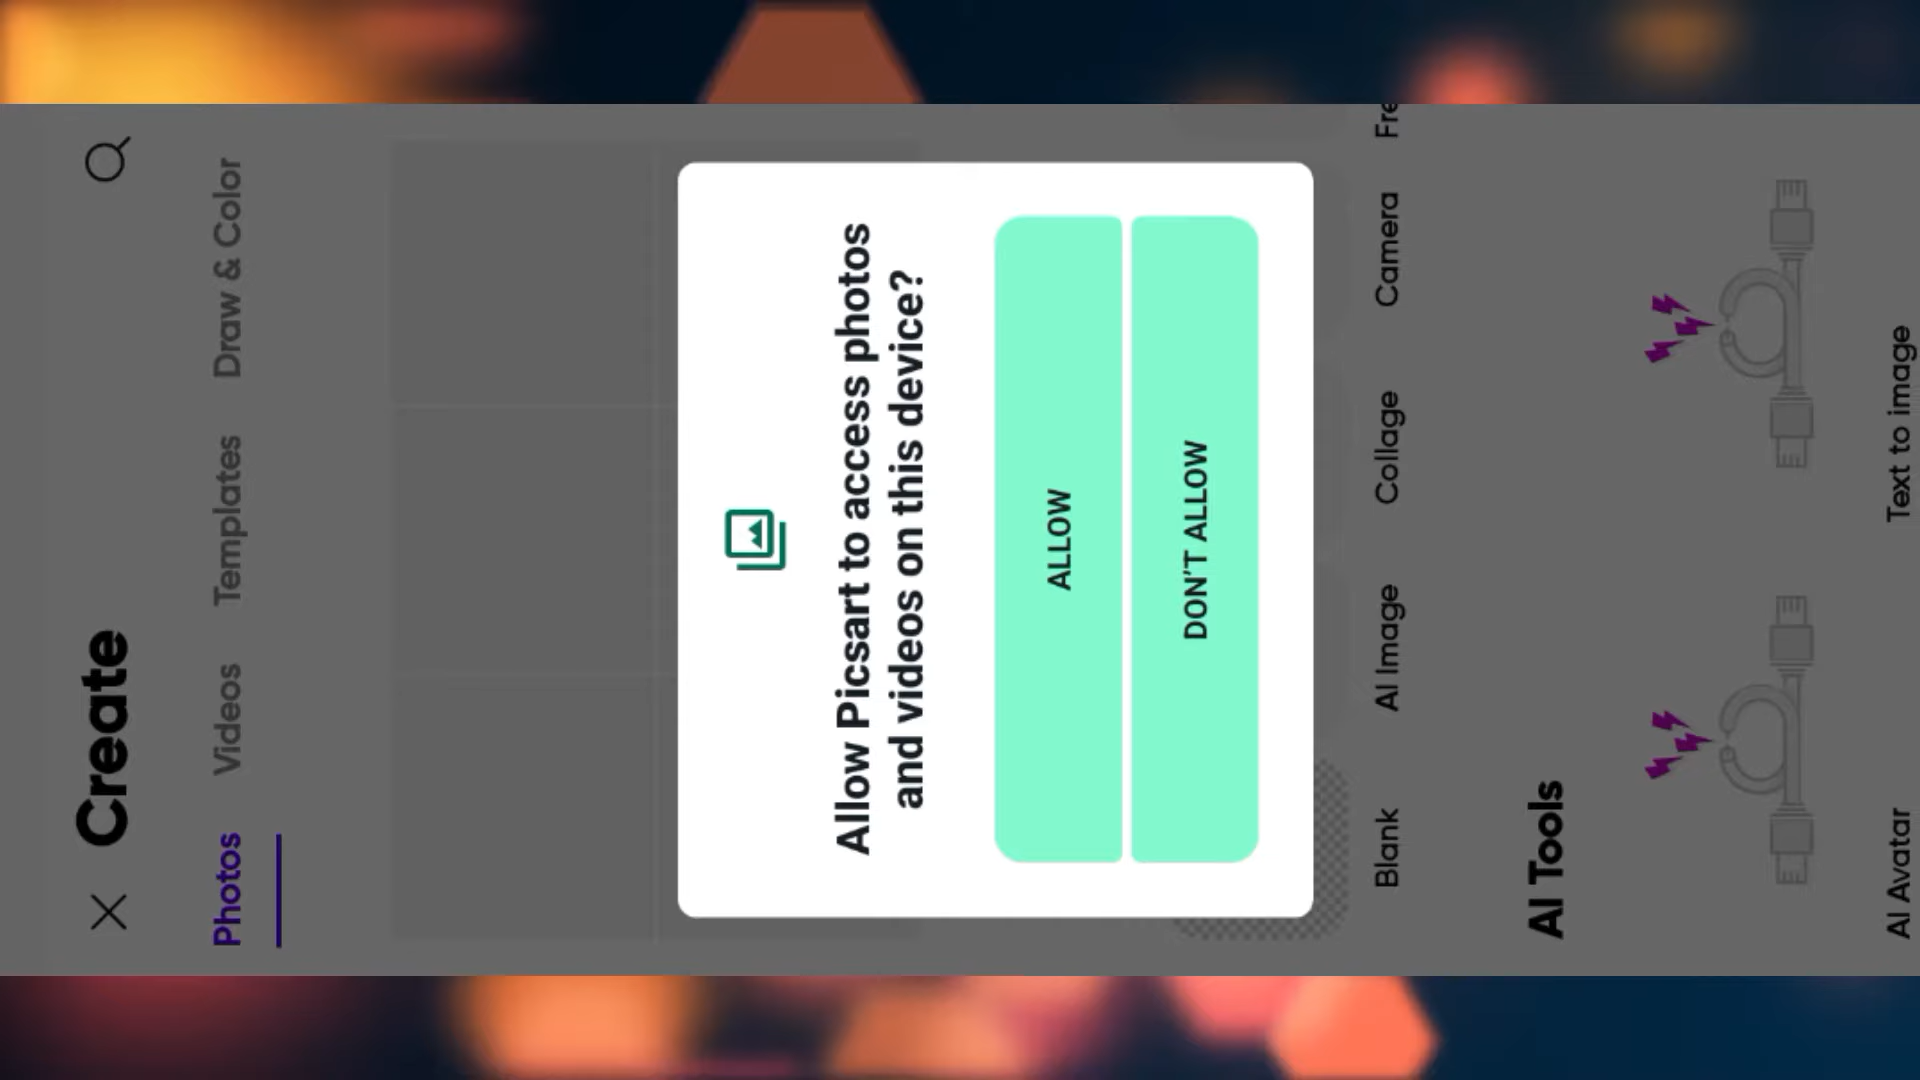 Create
Photos
Videos
Templates
Draw & Color
Allow Picsart to access photos
and videos on this device?
ALLOW
DON'T ALLOW
Blank
AI Image
Collage
Camera
Fre
AI Tools
AI Avatar
Text to image